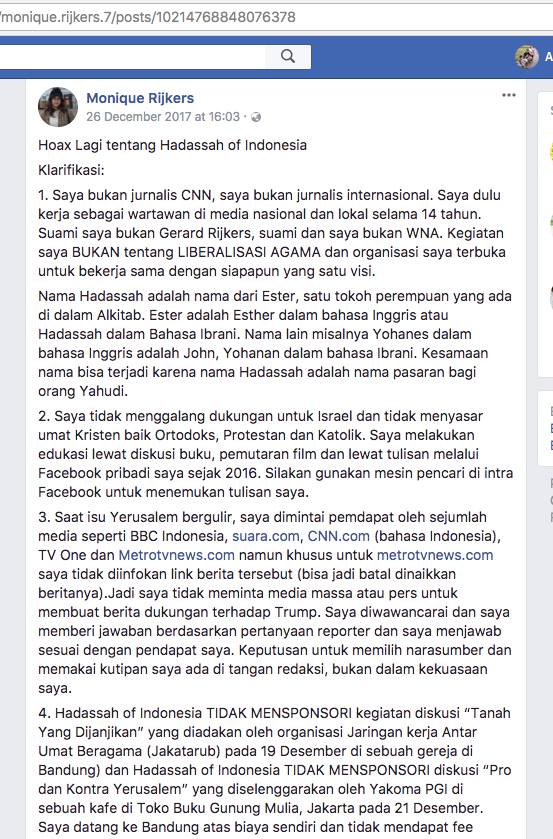 /monique.rijkers.7/posts/10214768848076378
A
Monique Rijkers
26 December 2017 at 16:03 ·
Hoax Lagi tentang Hadassah of Indonesia
Klarifikasi:
1. Saya bukan jurnalis CNN, saya bukan jurnalis internasional. Saya dulu
kerja sebagai wartawan di media nasional dan lokal selama 14 tahun.
Suami saya bukan Gerard Rijkers, suami dan saya bukan WNA. Kegiatan
saya BUKAN tentang LIBERALISASI AGAMA dan organisasi saya terbuka
untuk bekerja sama dengan siapapun yang satu visi.
Nama Hadassah adalah nama dari Ester, satu tokoh perempuan yang ada
di dalam Alkitab. Ester adalah Esther dalam bahasa Inggris atau
Hadassah dalam Bahasa Ibrani. Nama lain misalnya Yohanes dalam
bahasa Inggris adalah John, Yohanan dalam bahasa Ibrani. Kesamaan
nama bisa terjadi karena nama Hadassah adalah nama pasaran bagi
orang Yahudi.
2. Saya tidak menggalang dukungan untuk Israel dan tidak menyasar
umat Kristen baik Ortodoks, Protestan dan Katolik. Saya melakukan
edukasi lewat diskusi buku, pemutaran film dan lewat tulisan melalui
Facebook pribadi saya sejak 2016. Silakan gunakan mesin pencari di intra
Facebook untuk menemukan tulisan saya.
3. Saat isu Yerusalem bergulir, saya dimintai pemdapat oleh sejumlah
media seperti BBC Indonesia, suara.com, CNN.com (bahasa Indonesia),
TV One dan Metrotvnews.com namun khusus untuk metrotvnews.com
saya tidak diinfokan link berita tersebut (bisa jadi batal dinaikkan
beritanya).Jadi saya tidak meminta media massa atau pers untuk
membuat berita dukungan terhadap Trump. Saya diwawancarai dan saya
memberi jawaban berdasarkan pertanyaan reporter dan saya menjawab
sesuai dengan pendapat saya. Keputusan untuk memilih narasumber dan
memakai kutipan saya ada di tangan redaksi, bukan dalam kekuasaan
saya.
4. Hadassah of Indonesia TIDAK MENSPONSORI kegiatan diskusi “Tanah
Yang Dijanjikan” yang diadakan oleh organisasi Jaringan kerja Antar
Umat Beragama (Jakatarub) pada 19 Desember di sebuah gereja di
Bandung) dan Hadassah of Indonesia TIDAK MENSPONSORI diskusi “Pro
dan Kontra Yerusalem” yang diselenggarakan oleh Yakoma PGI di
sebuah kafe di Toko Buku Gunung Mulia, Jakarta pada 21 Desember.
Saya datang ke Bandung atas biaya sendiri dan tidak mendapat fee